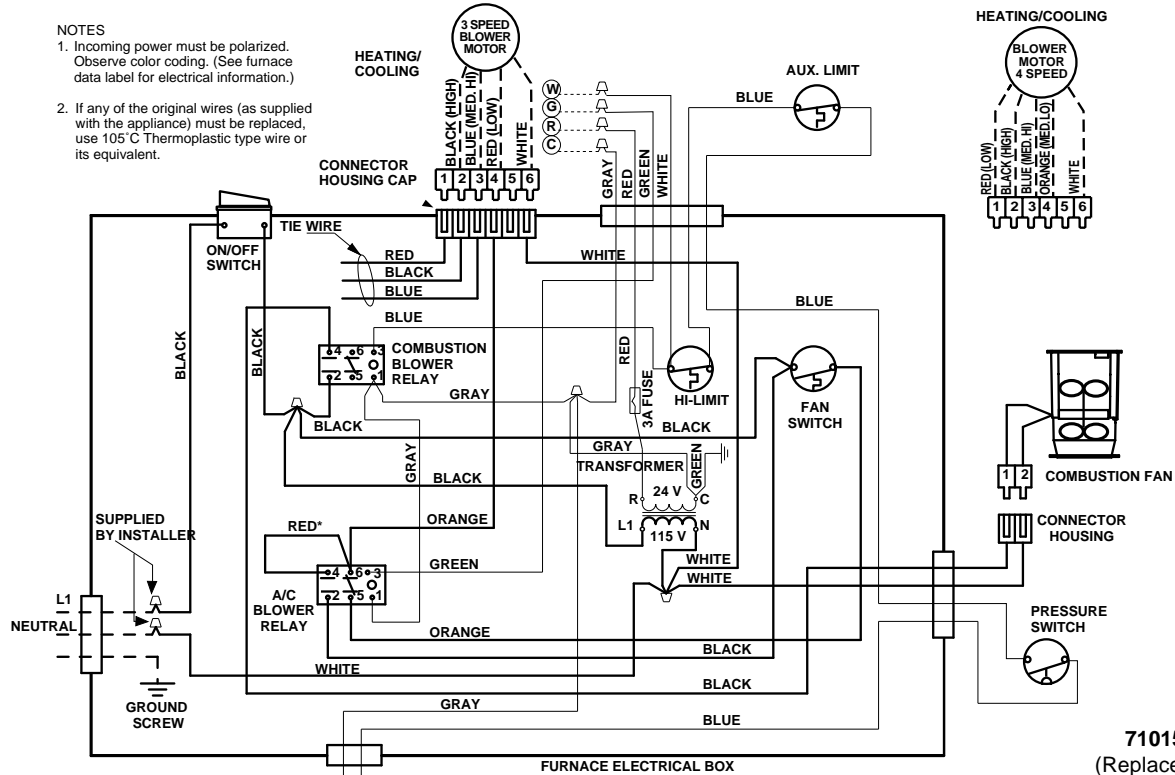 NOTES
1. Incoming power must be polarized.
Observe color coding. (See furnace
data label for electrical information.)
2. If any of the original wires (as supplied
with the appliance) must be replaced,
use 105˚C Thermoplastic type wire or
its equivalent.
HEATING/
COOLING
3 SPEED
BLOWER
MOTOR
BLACK (HIGH)
BLUE (MED. HI)
RED (LOW)
WHITE
CONNECTOR
HOUSING CAP
1 2 3 4 5 6
W
G
R
C
GRAY
RED
GREEN
WHITE
BLUE
AUX. LIMIT
HEATING/COOLING
BLOWER
MOTOR
4 SPEED
RED (LOW)
BLACK (HIGH)
BLUE (MED. HI)
ORANGE (MED.LO)
WHITE
1 2 3 4 5 6
ON/OFF
SWITCH
TIE WIRE
RED
BLACK
BLUE
WHITE
BLACK
BLACK
BLUE
4 6 3
2 5 1
COMBUSTION
BLOWER
RELAY
GRAY
BLACK
GRAY
RED
3A FUSE
HI-LIMIT
BLUE
FAN
SWITCH
BLACK
GRAY
TRANSFORMER
GREEN
BLACK
R 24 V C
L1 115 V N
COMBUSTION FAN
1 2
CONNECTOR
HOUSING
SUPPLIED
BY INSTALLER
RED*
ORANGE
GREEN
4 6 3
2 5 1
A/C
BLOWER
RELAY
WHITE
WHITE
L1
NEUTRAL
ORANGE
BLACK
WHITE
BLACK
PRESSURE
SWITCH
GROUND
SCREW
GRAY
BLUE
FURNACE ELECTRICAL BOX
71015
(Replace